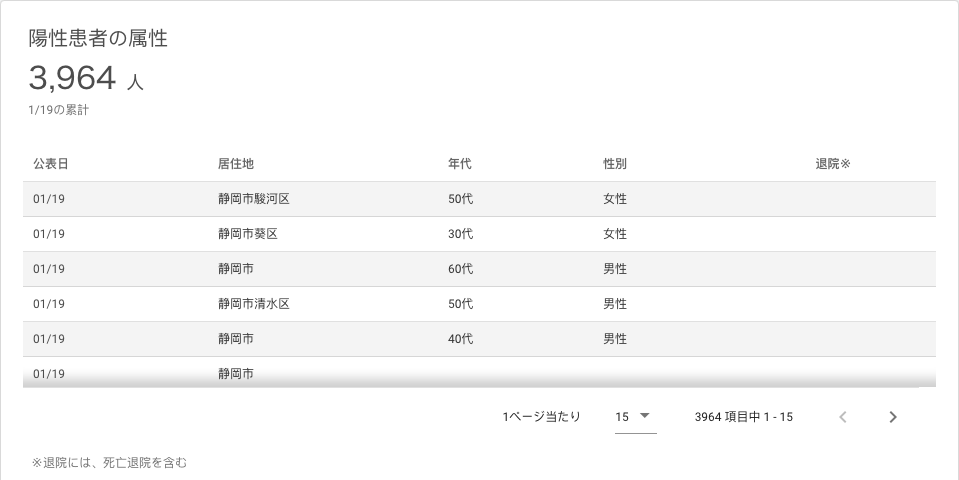 陽性患者の属性
3,964 人
1/19の累計
公表日 居住地 年代 性別 退院※
01/19 静岡市駿河区 50代 女性
01/19 静岡市葵区 30代 女性
01/19 静岡市 60代 男性
01/19 静岡市清水区 50代 男性
01/19 静岡市 40代 男性
01/19 静岡市
1ページ当たり 15 3964 項目中 1 - 15
※退院には、死亡退院を含む